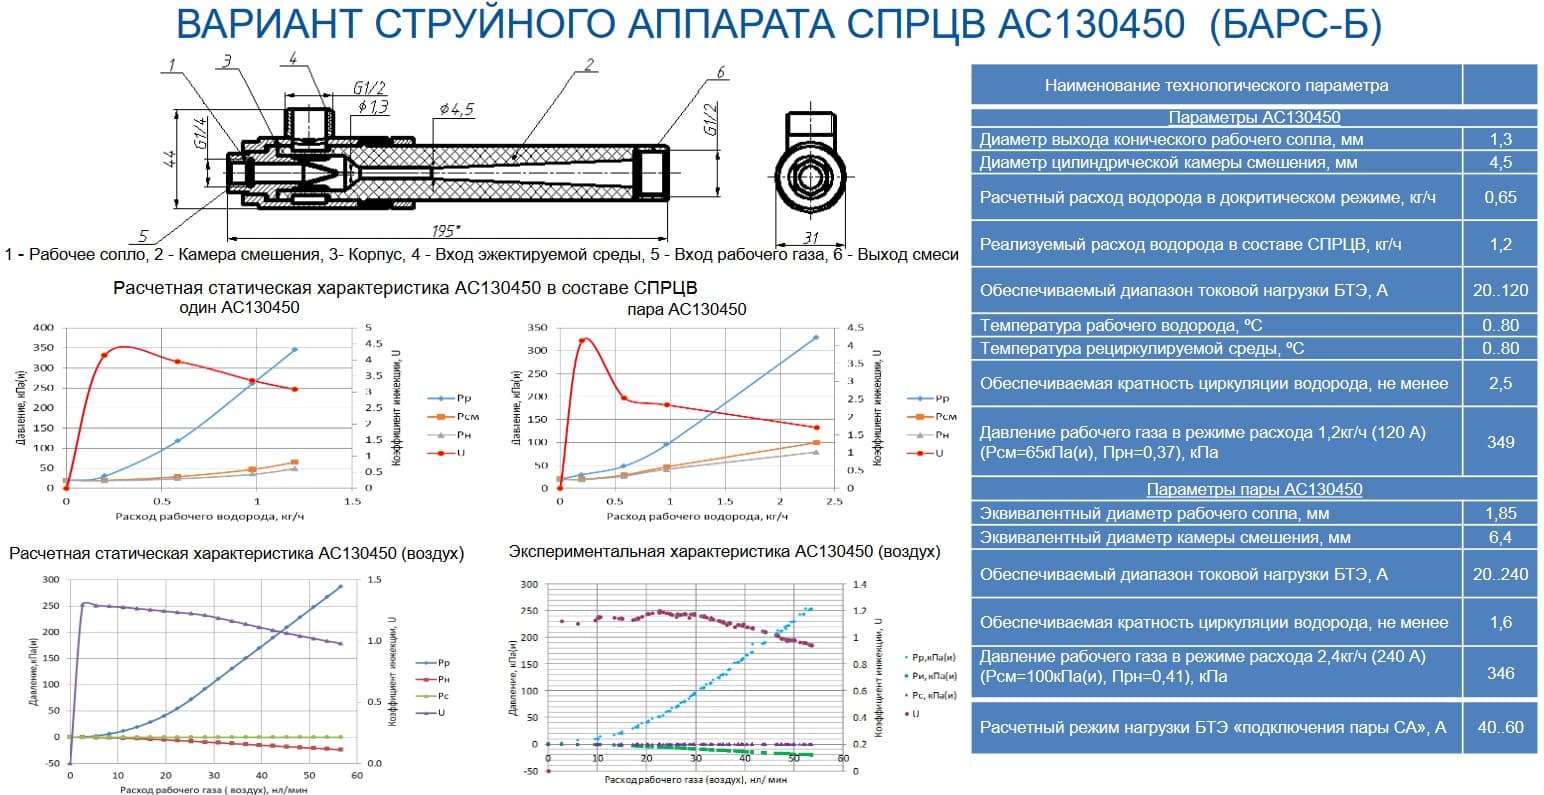 ВАРИАНТ СТРУЙНОГО АППАРАТА СПРЦВ АС130450 (БАРС-Б)
1
3
4
2
6
G1/2
ϕ1,3
ϕ4,5
G1/4
44
G1/2
5
195*
31
1 - Рабочее сопло, 2 - Камера смешения, 3- Корпус, 4 - Вход эжектируемой среды, 5 - Вход рабочего газа, 6 - Выход смеси
Расчетная статическая характеристика АС130450 в составе СПРЦВ
один АС130450
400
350
300
250
200
150
100
50
0
Давление, кПа(и)
5
4.5
4
3.5
3
2.5
2
1.5
1
0.5
0
Коэффициент инжекции, U
0
0.5
1
1.5
Расход рабочего водорода, кг/ч
Рр
Рсм
Рн
U
пара АС130450
350
300
250
200
150
100
50
0
Давление, кПа(и)
4.5
4
3.5
3
2.5
2
1.5
1
0.5
0
Коэффициент инжекции, U
0
0.5
1
1.5
2
2.5
Расход рабочего водорода, кг/ч
Рр
Рсм
Рн
U
Расчетная статическая характеристика АС130450 (воздух)
300
250
200
150
100
50
0
-50
Давление,кПа(и)
1.5
1.0
0.5
0.0
Коэффициент инжекции, U
0
10
20
30
40
50
60
Расход рабочего газа ( воздух), нл/мин
Рр
Рн
Рс
U
Экспериментальная характеристика АС130450 (воздух)
300
250
200
150
100
50
0
-50
Давление, кПа(и)
1.4
1.2
1
0.8
0.6
0.4
0.2
0
Коэффициент инжекции, U
0
10
20
30
40
50
60
Расход рабочего газа (воздух), нл/ мин
Рр,кПа(и)
Ри,кПа(и)
Рс, кПа(и)
U
Наименование технологического параметра
Параметры АС130450
Диаметр выхода конического рабочего сопла, мм 1,3
Диаметр цилиндрической камеры смешения, мм 4,5
Расчетный расход водорода в докритическом режиме, кг/ч 0,65
Реализуемый расход водорода в составе СПРЦВ, кг/ч 1,2
Обеспечиваемый диапазон токовой нагрузки БТЭ, А 20..120
Температура рабочего водорода, ºС 0..80
Температура рециркулируемой среды, ºС 0..80
Обеспечиваемая кратность циркуляции водорода, не менее 2,5
Давление рабочего газа в режиме расхода 1,2кг/ч (120 А)
(Рсм=65кПа(и), Прн=0,37), кПа 349
Параметры пары АС130450
Эквивалентный диаметр рабочего сопла, мм 1,85
Эквивалентный диаметр камеры смешения, мм 6,4
Обеспечиваемый диапазон токовой нагрузки БТЭ, А 20..240
Обеспечиваемая кратность циркуляции водорода, не менее 1,6
Давление рабочего газа в режиме расхода 2,4кг/ч (240 А)
(Рсм=100кПа(и), Прн=0,41), кПа 346
Расчетный режим нагрузки БТЭ «подключения пары СА», А 40..60